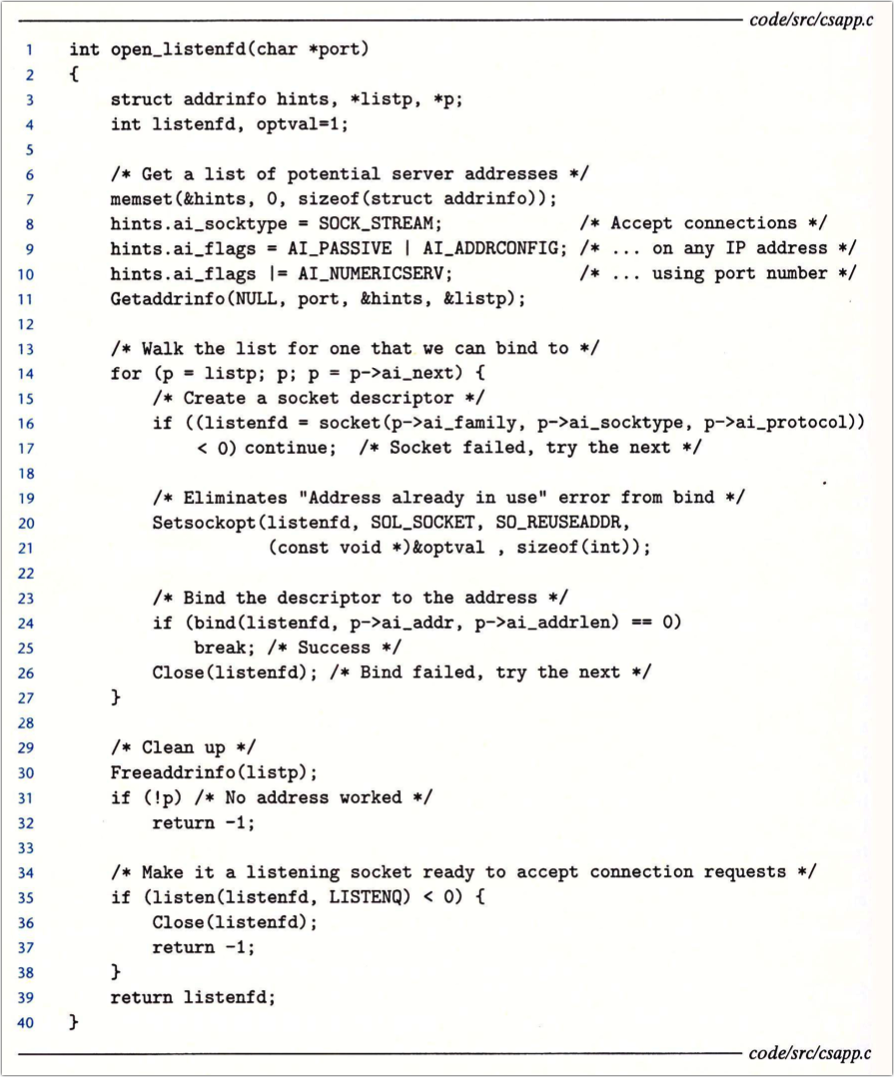 code/src/csapp.c
1 int open_listenfd(char *port)
2 {
3 struct addrinfo hints, *listp, *p;
4 int listenfd, optval=1;
5
6 /* Get a list of potential server addresses */
7 memset(&hints, 0, sizeof(struct addrinfo));
8 hints.ai_socktype = SOCK_STREAM; /* Accept connections */
9 hints.ai_flags = AI_PASSIVE | AI_ADDRCONFIG; /* ... on any IP address */
10 hints.ai_flags |= AI_NUMERICSERV; /* ... using port number */
11 Getaddrinfo(NULL, port, &hints, &listp);
12
13 /* Walk the list for one that we can bind to */
14 for (p = listp; p; p = p->ai_next) {
15 /* Create a socket descriptor */
16 if ((listenfd = socket(p->ai_family, p->ai_socktype, p->ai_protocol))
17 < 0) continue; /* Socket failed, try the next */
18
19 /* Eliminates "Address already in use" error from bind */
20 Setsockopt(listenfd, SOL_SOCKET, SO_REUSEADDR,
21 (const void *)&optval , sizeof(int));
22
23 /* Bind the descriptor to the address */
24 if (bind(listenfd, p->ai_addr, p->ai_addrlen) == 0)
25 break; /* Success */
26 Close(listenfd); /* Bind failed, try the next */
27 }
28
29 /* Clean up */
30 Freeaddrinfo(listp);
31 if (!p) /* No address worked */
32 return -1;
33
34 /* Make it a listening socket ready to accept connection requests */
35 if (listen(listenfd, LISTENQ) < 0) {
36 Close(listenfd);
37 return -1;
38 }
39 return listenfd;
40 }
code/src/csapp.c